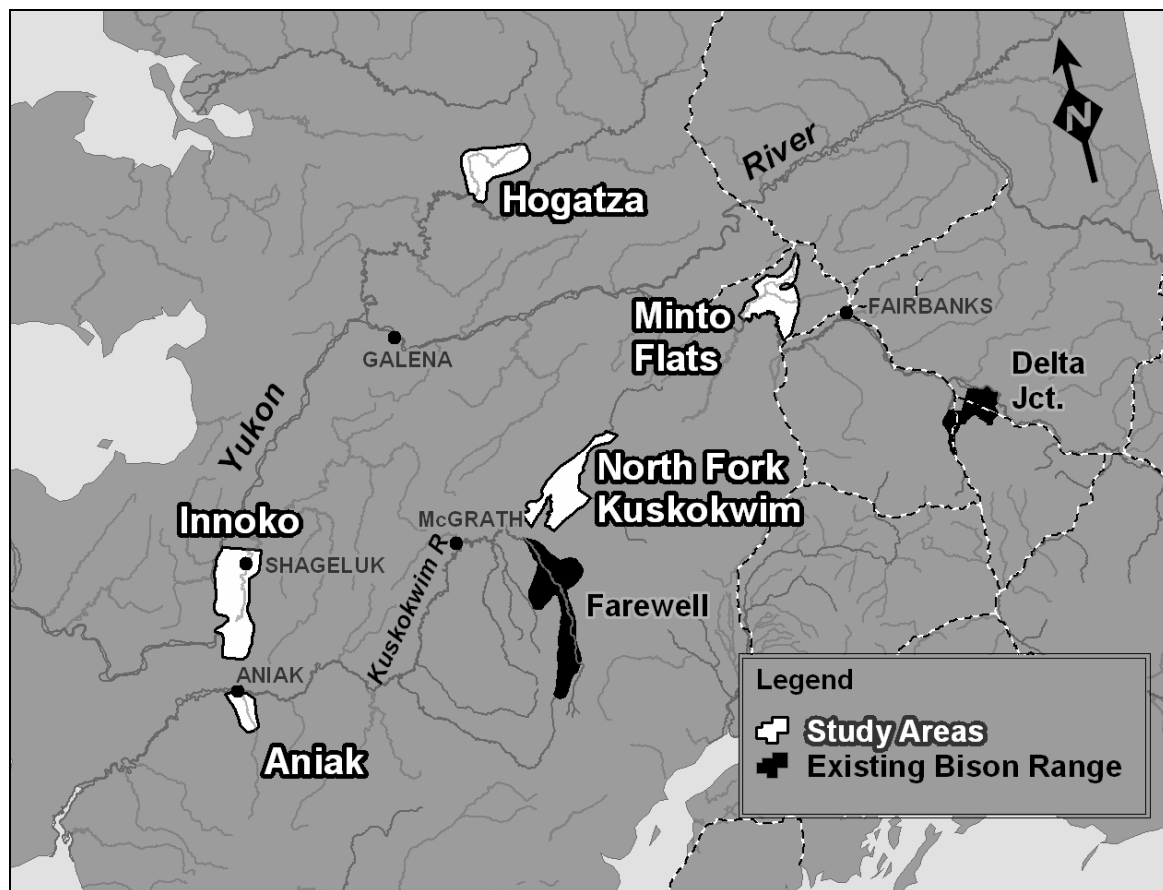 N
River
Hogatza
FAIRBANKS
Minto
Flats
GALENA
Delta
Jct.
Yukon
North Fork
Kuskokwim
Innoko
McGRATH
SHAGELUK
Kuskokwim R
Farewell
ANIAK
Aniak
Legend
Study Areas
Existing Bison Range